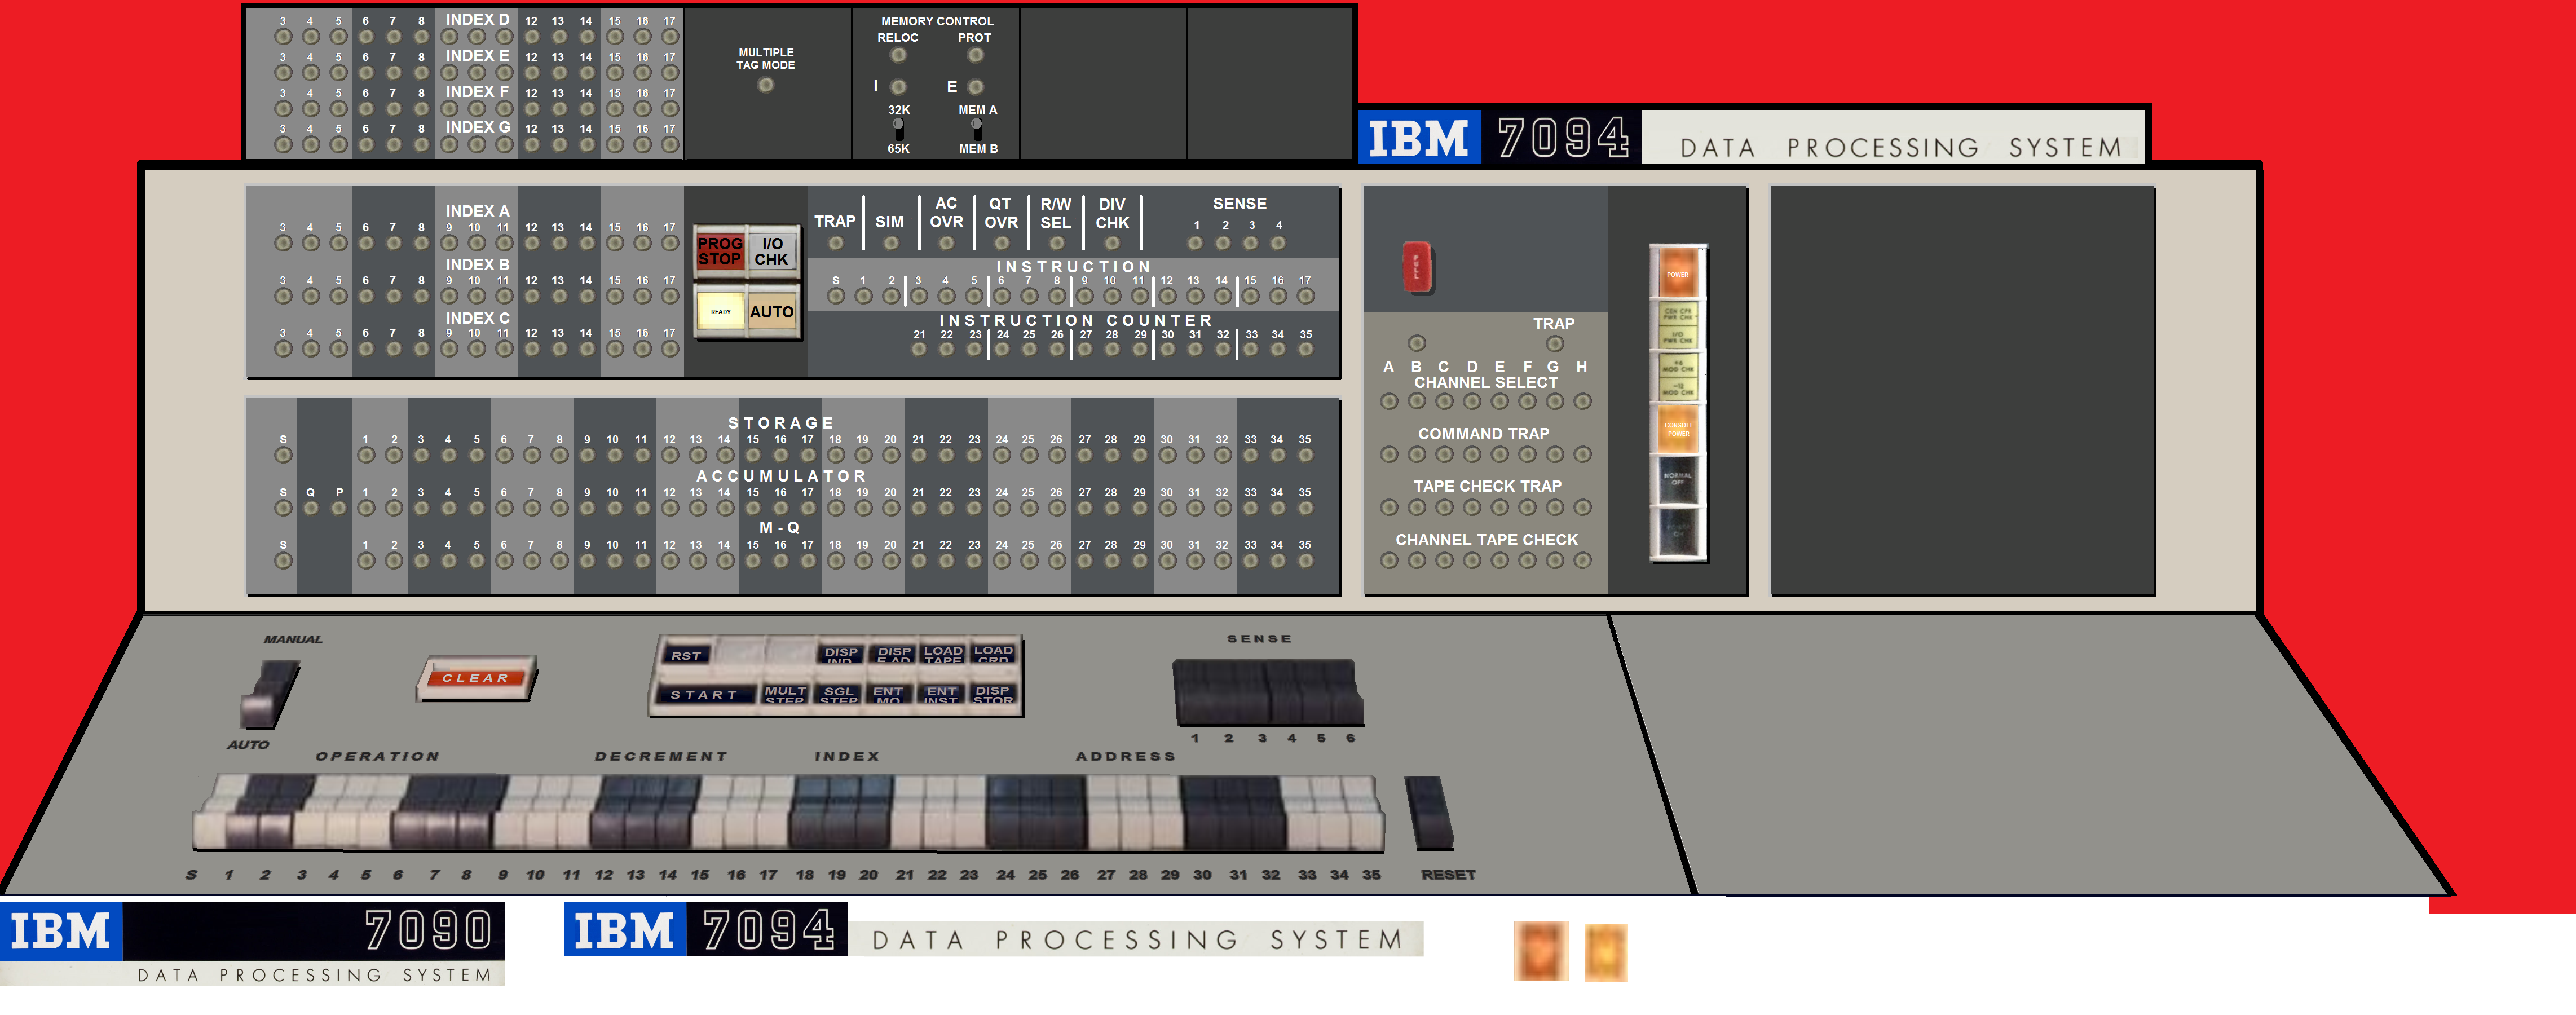 3 4 5 6 7 8 INDEX D 12 13 14 15 16 17
3 4 5 6 7 8 INDEX E 12 13 14 15 16 17
3 4 5 6 7 8 INDEX F 12 13 14 15 16 17
3 4 5 6 7 8 INDEX G 12 13 14 15 16 17
MULTIPLE
TAG MODE
MEMORY CONTROL
RELOC PROT
I E
32K MEM A
65K MEM B
IBM 7094 DATA PROCESSING SYSTEM
INDEX A
3 4 5 6 7 8 9 10 11 12 13 14 15 16 17
INDEX B
3 4 5 6 7 8 9 10 11 12 13 14 15 16 17
INDEX C
3 4 5 6 7 8 9 10 11 12 13 14 15 16 17
PROG
STOP
I/O
CHK
READY
AUTO
TRAP
SIM
AC
OVR
QT
OVR
R/W
SEL
DIV
CHK
SENSE
1 2 3 4
INSTRUCTION
S 1 2 3 4 5 6 7 8 9 10 11 12 13 14 15 16 17
INSTRUCTION COUNTER
21 22 23 24 25 26 27 28 29 30 31 32 33 34 35
STORAGE
S 1 2 3 4 5 6 7 8 9 10 11 12 13 14 15 16 17 18 19 20 21 22 23 24 25 26 27 28 29 30 31 32 33 34 35
ACCUMULATOR
S Q P 1 2 3 4 5 6 7 8 9 10 11 12 13 14 15 16 17 18 19 20 21 22 23 24 25 26 27 28 29 30 31 32 33 34 35
M-Q
S 1 2 3 4 5 6 7 8 9 10 11 12 13 14 15 16 17 18 19 20 21 22 23 24 25 26 27 28 29 30 31 32 33 34 35
PULL
TRAP
A B C D E F G H
CHANNEL SELECT
COMMAND TRAP
TAPE CHECK TRAP
CHANNEL TAPE CHECK
POWER
CEN CPR
PWR CHK
I/O
PWR CHK
+6
MOD CHK
-12
MOD CHK
CONSOLE
POWER
NORMAL
OFF
MANUAL
AUTO
CLEAR
RST
DISP
IND
DISP
E AD
LOAD
TAPE
LOAD
CRD
START
MULT
STEP
SGL
STEP
ENT
MQ
ENT
INST
DISP
STOR
SENSE
1 2 3 4 5 6
OPERATION DECREMENT INDEX ADDRESS
S 1 2 3 4 5 6 7 8 9 10 11 12 13 14 15 16 17 18 19 20 21 22 23 24 25 26 27 28 29 30 31 32 33 34 35 RESET
IBM 7090
DATA PROCESSING SYSTEM
IBM 7094 DATA PROCESSING SYSTEM